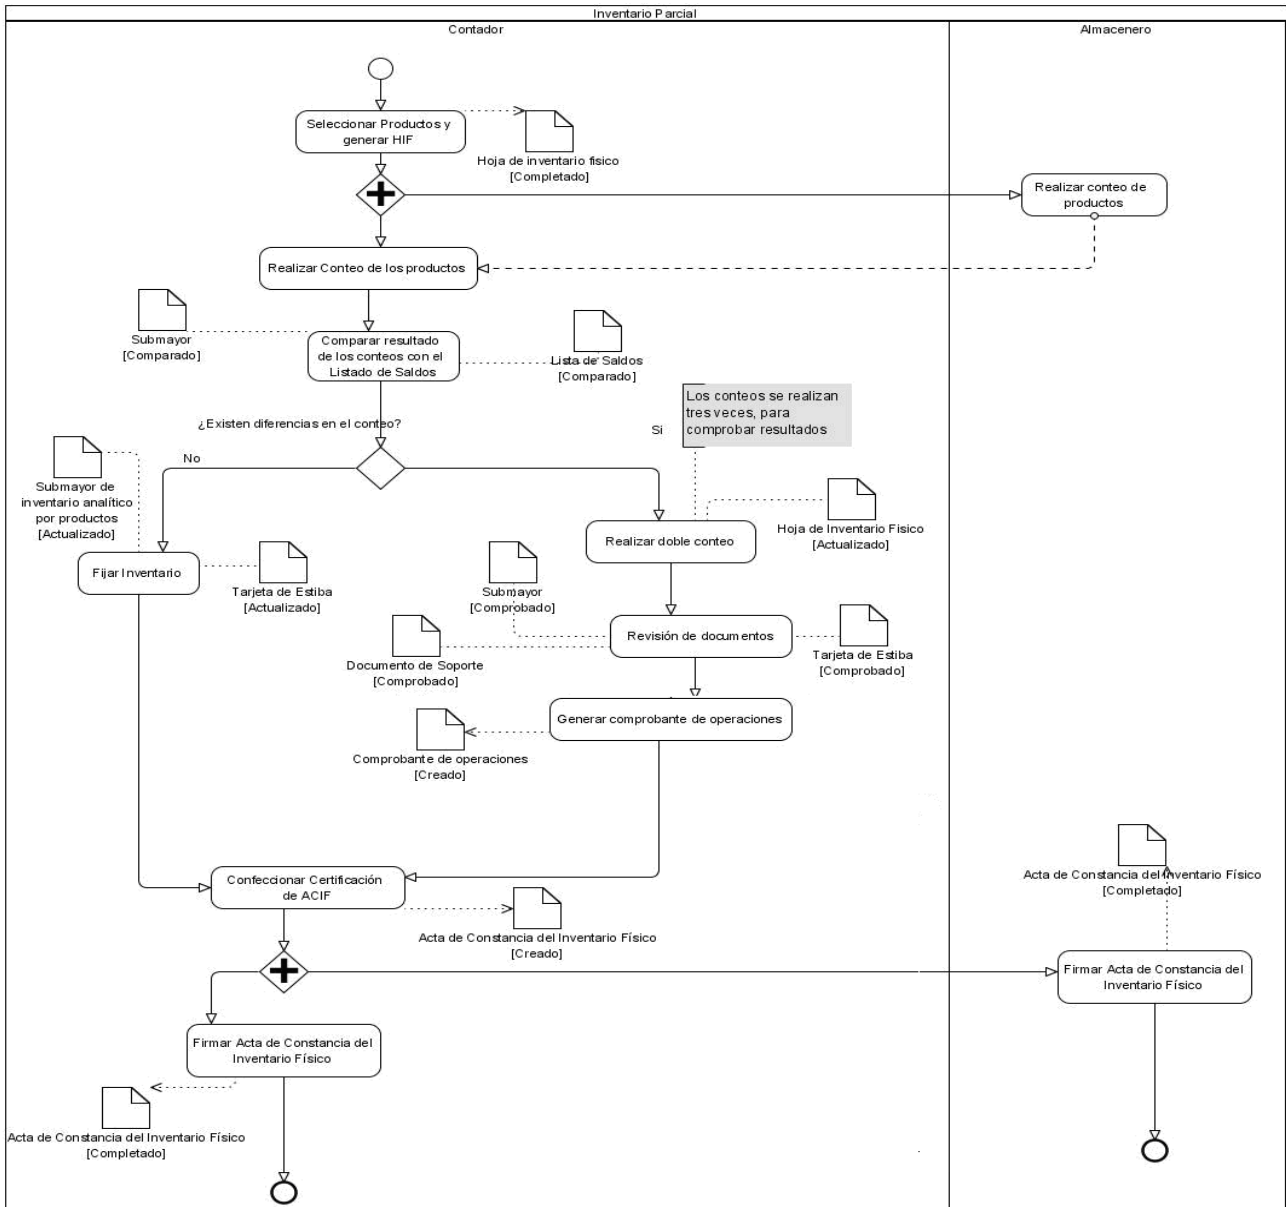 Inventario Parcial
Contador
Almacenero
Seleccionar Productos y
generar HIF
Hoja de inventario fisico
[Completado]
Realizar conteo de
productos
Realizar Conteo de los productos
Submayor
[Comparado]
Comparar resultado
de los conteos con el
Listado de Saldos
Lista de Saldos
[Comparado]
Los conteos se realizan
tres veces, para
comprobar resultados
¿Existen diferencias en el conteo?
Si
No
Submayor de
inventario analítico
por productos
[Actualizado]
Hoja de Inventario Fisico
[Actualizado]
Realizar doble conteo
Fijar Inventario
Tarjeta de Estiba
[Actualizado]
Submayor
[Comprobado]
Revisión de documentos
Documento de Soporte
[Comprobado]
Tarjeta de Estiba
[Comprobado]
Generar comprobante de operaciones
Comprobante de operaciones
[Creado]
Confeccionar Certificación
de ACIF
Acta de Constancia del Inventario Físico
[Completado]
Acta de Constancia del Inventario Físico
[Creado]
Firmar Acta de Constancia del
Inventario Físico
Firmar Acta de Constancia del
Inventario Físico
Acta de Constancia del Inventario Físico
[Completado]